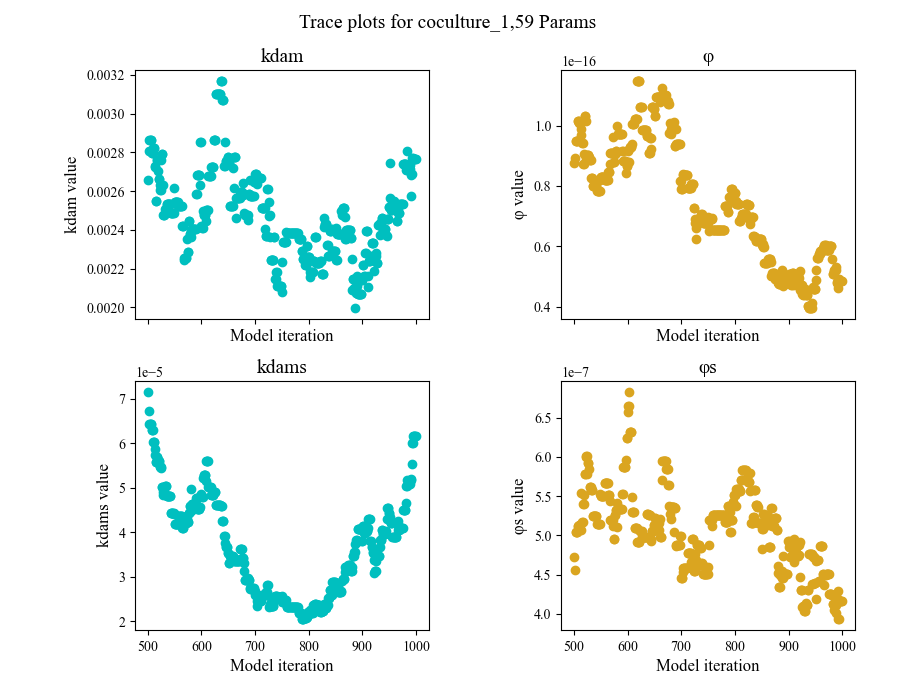 Trace plots for coculture_1,59 Params
kdam
φ
1e−16
0.0032
0.0030
0.0028
0.0026
0.0024
0.0022
0.0020
kdam value
Model iteration
1.0
0.8
0.6
0.4
φ value
Model iteration
kdams
φs
1e−5
7
6
5
4
3
2
kdams value
500 600 700 800 900 1000
Model iteration
1e−7
6.5
6.0
5.5
5.0
4.5
4.0
φs value
500 600 700 800 900 1000
Model iteration